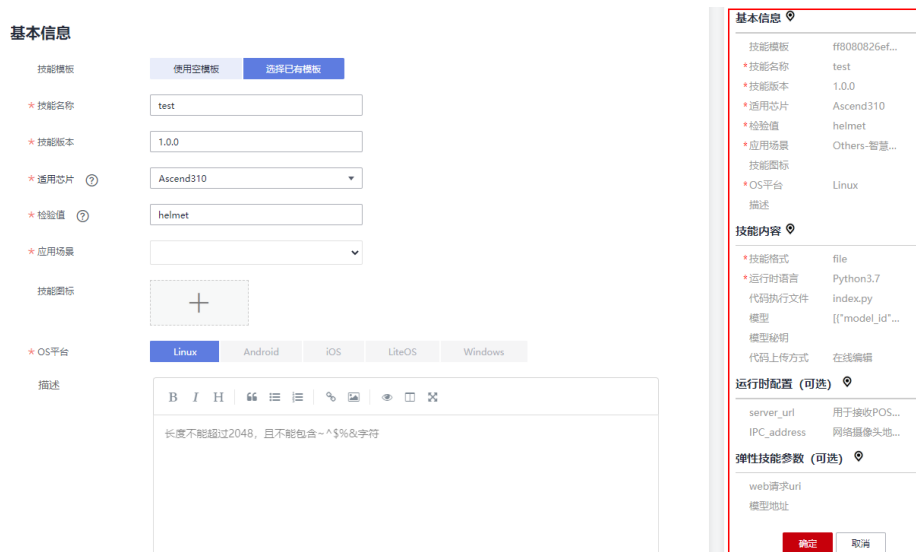 基本信息
技能模板 使用空模板 选择已有模板
* 技能名称 test
* 技能版本 1.0.0
* 适用芯片 ? Ascend310
* 检验值 ? helmet
* 应用场景
技能图标
* OS平台 Linux Android iOS LiteOS Windows
描述
B I H
长度不能超过2048，且不能包含~^$%&字符
基本信息
技能模板 ff8080826ef...
*技能名称 test
*技能版本 1.0.0
*适用芯片 Ascend310
*检验值 helmet
*应用场景 Others-智慧...
技能图标
*OS平台 Linux
描述
技能内容
*技能格式 file
*运行时语言 Python3.7
代码执行文件 index.py
模型 [{"model_id"...
模型秘钥
代码上传方式 在线编辑
运行时配置（可选）
server_url 用于接收POS...
IPC_address 网络摄像头地...
弹性技能参数（可选）
web请求url
模型地址
确定 取消